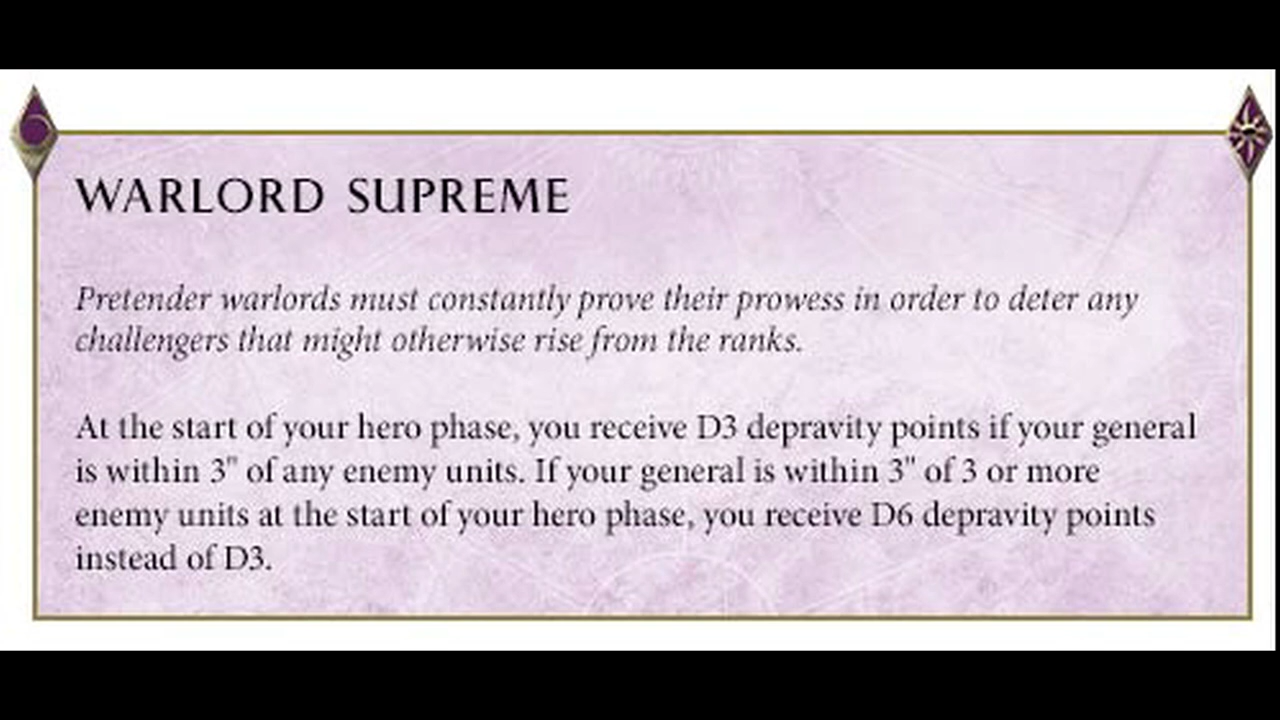 WARLORD SUPREME
Pretender warlords must constantly prove their prowess in order to deter any
challengers that might otherwise rise from the ranks.
At the start of your hero phase, you receive D3 depravity points if your general
is within 3" of any enemy units. If your general is within 3" of 3 or more
enemy units at the start of your hero phase, you receive D6 depravity points
instead of D3.